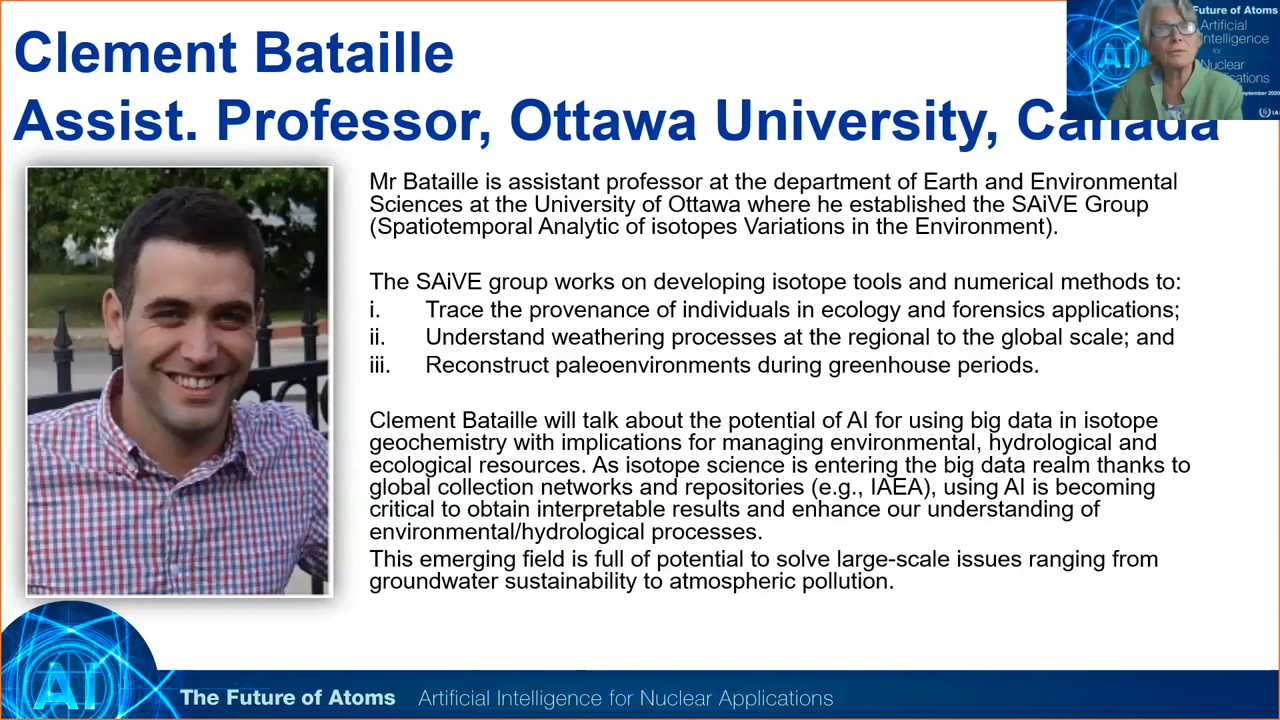 Clement Bataille
Assist. Professor, Ottawa University, Canada
Future of Atoms
Artificial
Intelligence
for
Nuclear
Applications
September 2020
AI
Mr Bataille is assistant professor at the department of Earth and Environmental
Sciences at the University of Ottawa where he established the SAiVE Group
(Spatiotemporal Analytic of isotopes Variations in the Environment).
The SAiVE group works on developing isotope tools and numerical methods to:
i. Trace the provenance of individuals in ecology and forensics applications;
ii. Understand weathering processes at the regional to the global scale; and
iii. Reconstruct paleoenvironments during greenhouse periods.
Clement Bataille will talk about the potential of AI for using big data in isotope
geochemistry with implications for managing environmental, hydrological and
ecological resources. As isotope science is entering the big data realm thanks to
global collection networks and repositories (e.g., IAEA), using AI is becoming
critical to obtain interpretable results and enhance our understanding of
environmental/hydrological processes.
This emerging field is full of potential to solve large-scale issues ranging from
groundwater sustainability to atmospheric pollution.
AI
The Future of Atoms Artificial Intelligence for Nuclear Applications